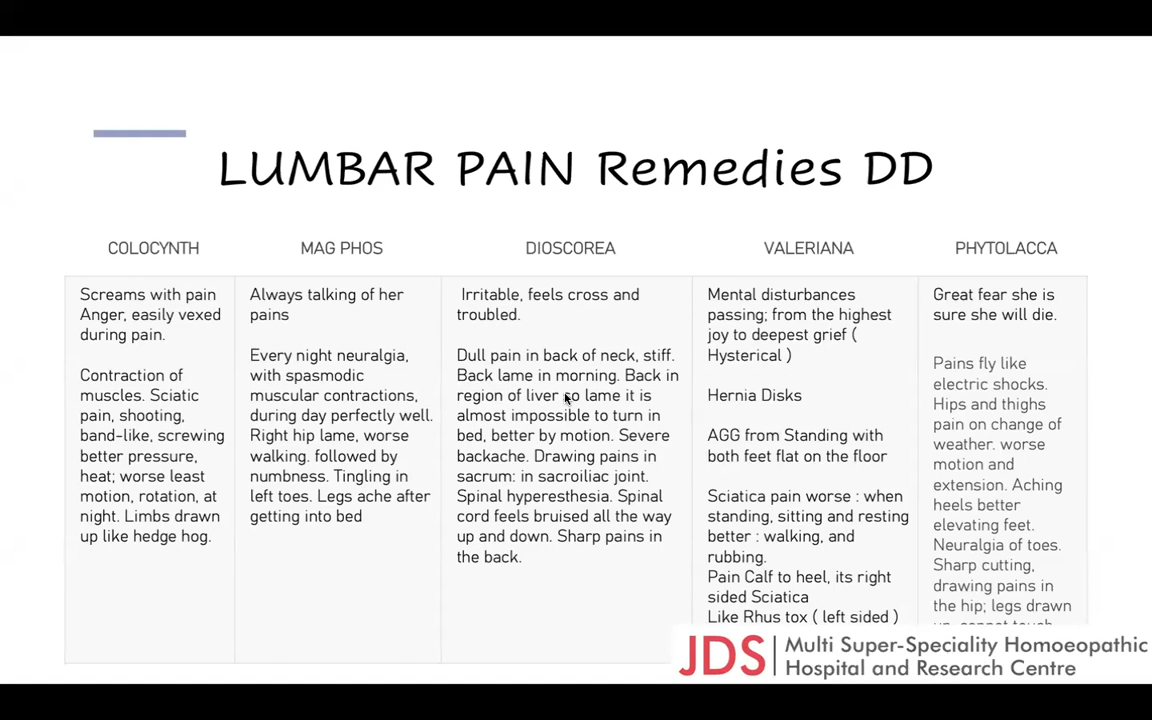 LUMBAR PAIN Remedies DD
COLOCYNTH
Screams with pain
Anger, easily vexed
during pain.
Contraction of
muscles. Sciatic
pain, shooting,
band-like, screwing
better pressure,
heat; worse least
motion, rotation, at
night. Limbs drawn
up like hedge hog.
MAG PHOS
Always talking of her
pains
Every night neuralgia,
with spasmodic
muscular contractions,
during day perfectly well.
Right hip lame, worse
walking. followed by
numbness. Tingling in
left toes. Legs ache after
getting into bed
DIOSCOREA
Irritable, feels cross and
troubled.
Dull pain in back of neck, stiff.
Back lame in morning. Back in
region of liver so lame it is
almost impossible to turn in
bed, better by motion. Severe
backache. Drawing pains in
sacrum: in sacroiliac joint.
Spinal hyperesthesia. Spinal
cord feels bruised all the way
up and down. Sharp pains in
the back.
VALERIANA
Mental disturbances
passing; from the highest
joy to deepest grief (
Hysterical )
Hernia Disks
AGG from Standing with
both feet flat on the floor
Sciatica pain worse : when
standing, sitting and resting
better : walking, and
rubbing.
Pain Calf to heel, its right
sided Sciatica
Like Rhus tox ( left sided )
PHYTOLACCA
Great fear she is
sure she will die.
Pains fly like
electric shocks.
Hips and thighs
pain on change of
weather. worse
motion and
extension. Aching
heels better
elevating feet.
Neuralgia of toes.
Sharp cutting,
drawing pains in
the hip; legs drawn
JDS
Multi Super-Speciality Homoeopathic
Hospital and Research Centre